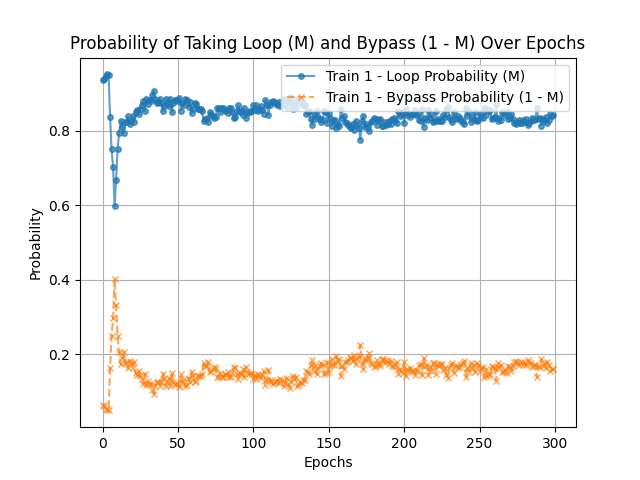 Probability of Taking Loop (M) and Bypass (1 - M) Over Epochs
Train 1 - Loop Probability (M)
Train 1 - Bypass Probability (1 - M)
Probability
0.8
0.6
0.4
0.2
0
50
100
150
200
250
300
Epochs